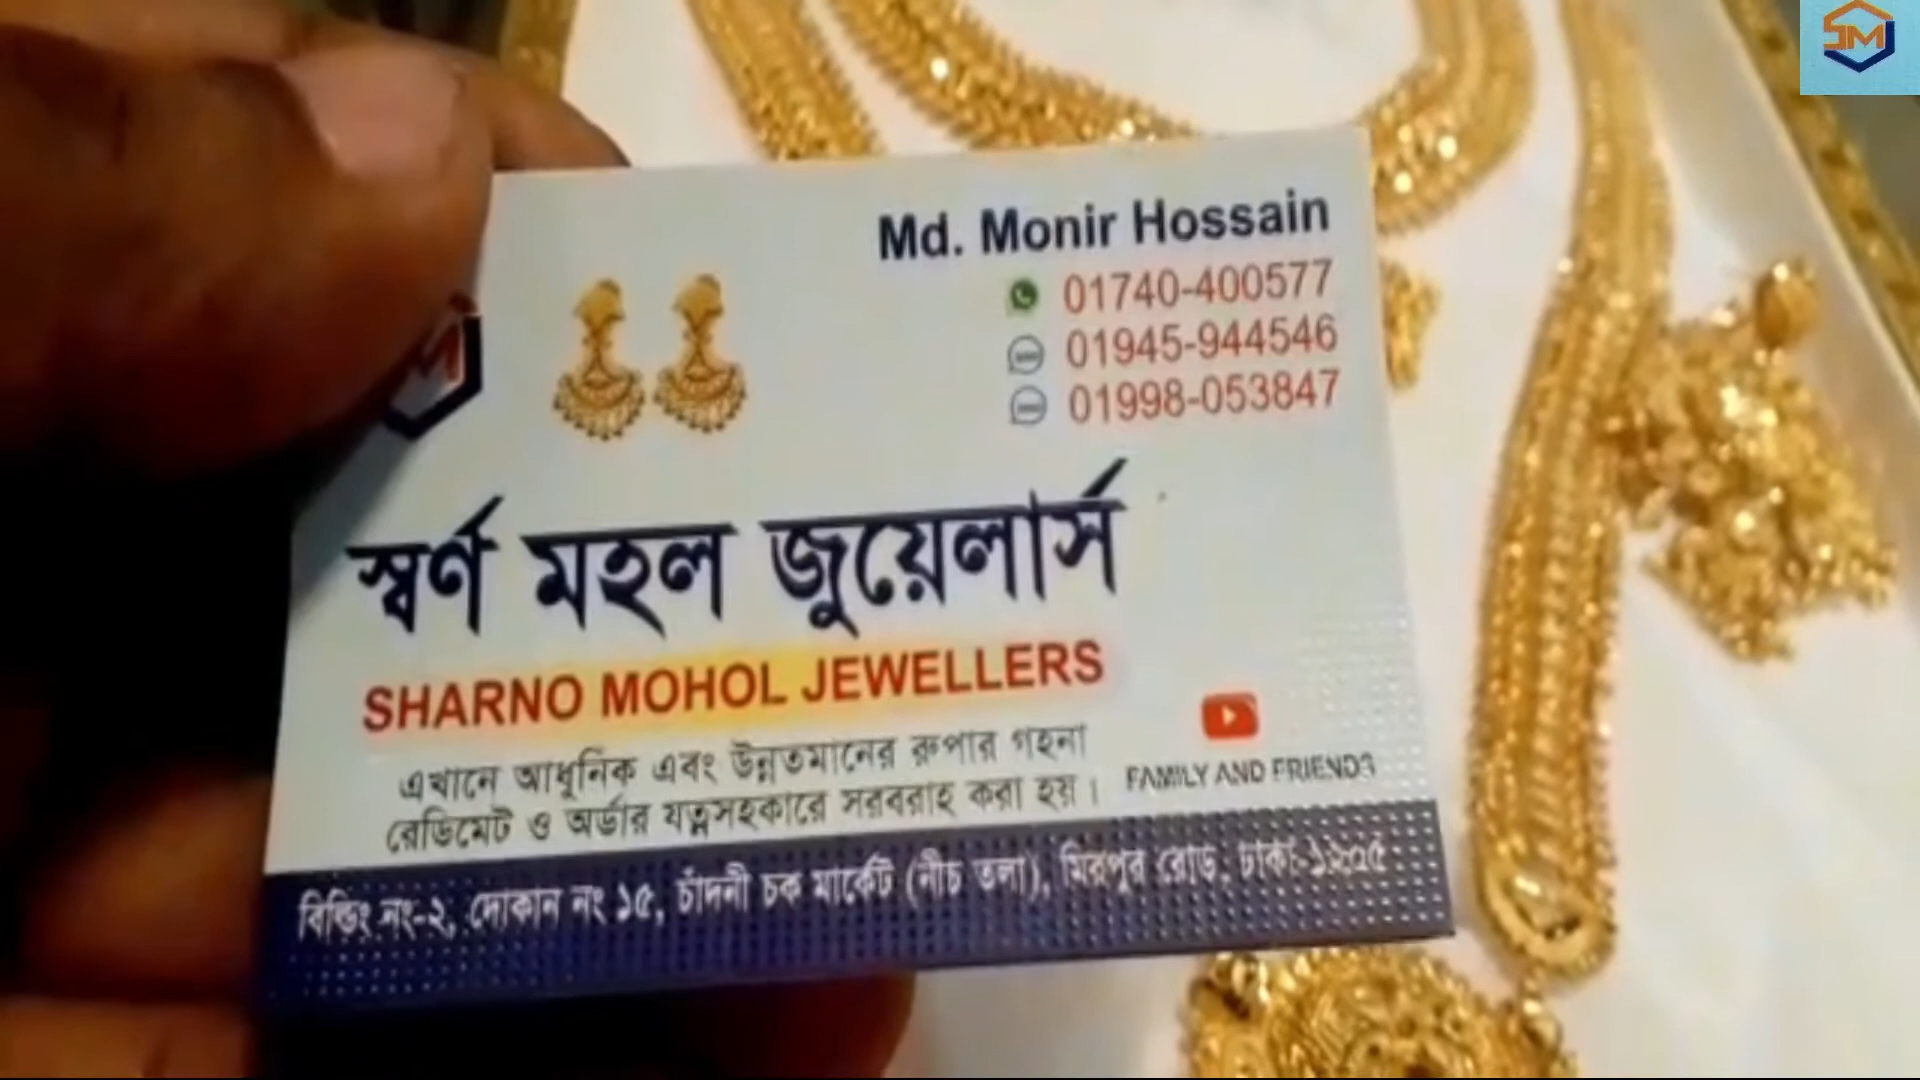 SM
Md. Monir Hossain
01740-400577
01945-944546
01998-053847
স্বর্ণ মহল জুয়েলার্স
SHARNO MOHOL JEWELLERS
এখানে আধুনিক এবং উন্নতমানের রুপার গহনা
রেডিমেট ও অর্ডার যত্নসহকারে সরবরাহ করা হয়।
FAMILY AND FRIENDS
বিল্ডিং নং-২, দোকান নং ১৫, চাঁদনী চক মার্কেট (নীচ তলা), মিরপুর রোড, ঢাকা-১২০৫